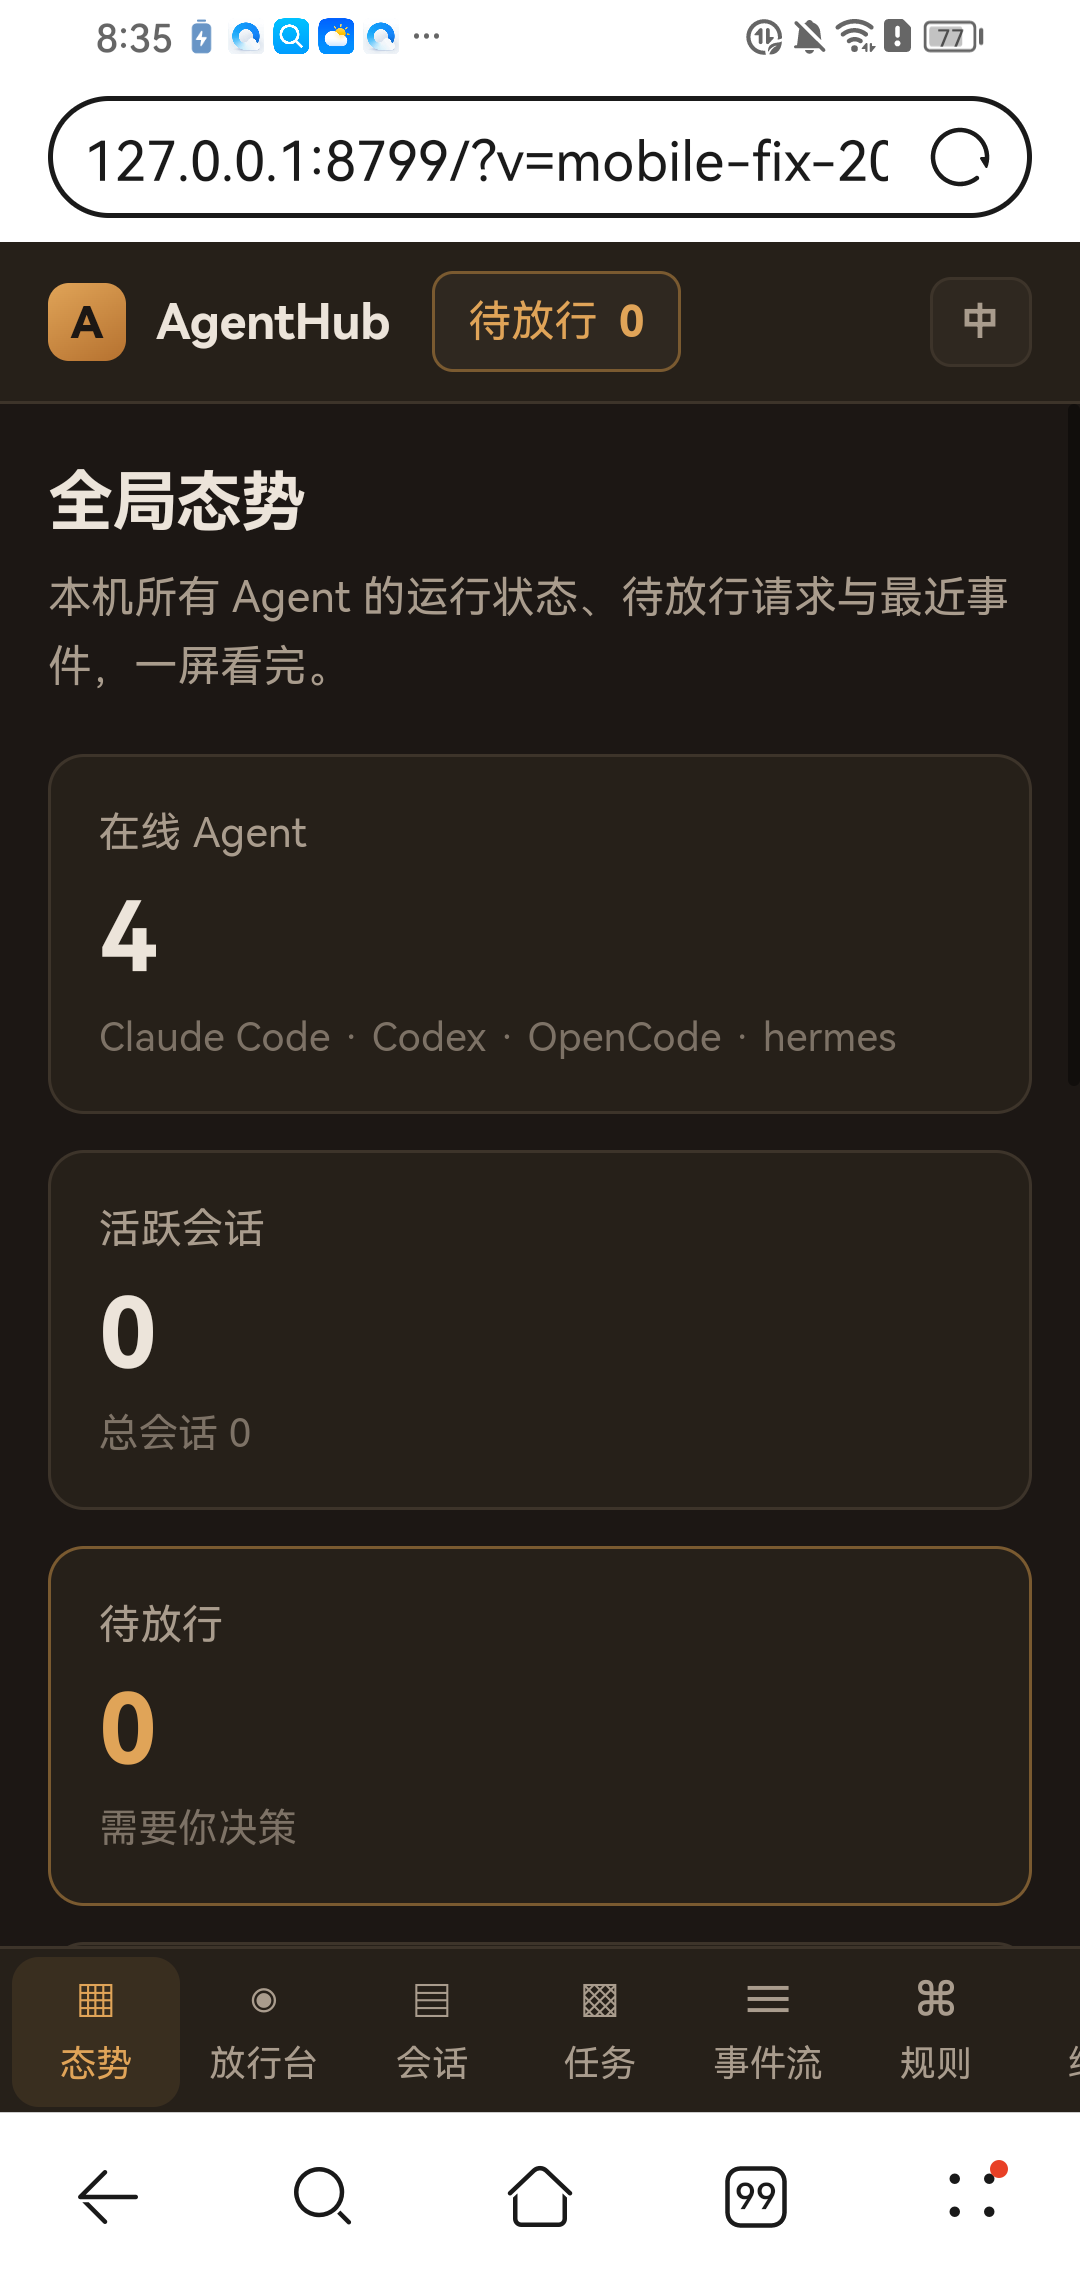 8:35
77
127.0.0.1:8799/?v=mobile-fix-20
A AgentHub 待放行 0 中
全局态势
本机所有 Agent 的运行状态、待放行请求与最近事
件，一屏看完。
在线 Agent
4
Claude Code · Codex · OpenCode · hermes
活跃会话
0
总会话 0
待放行
0
需要你决策
态势 放行台 会话 任务 事件流 规则
99